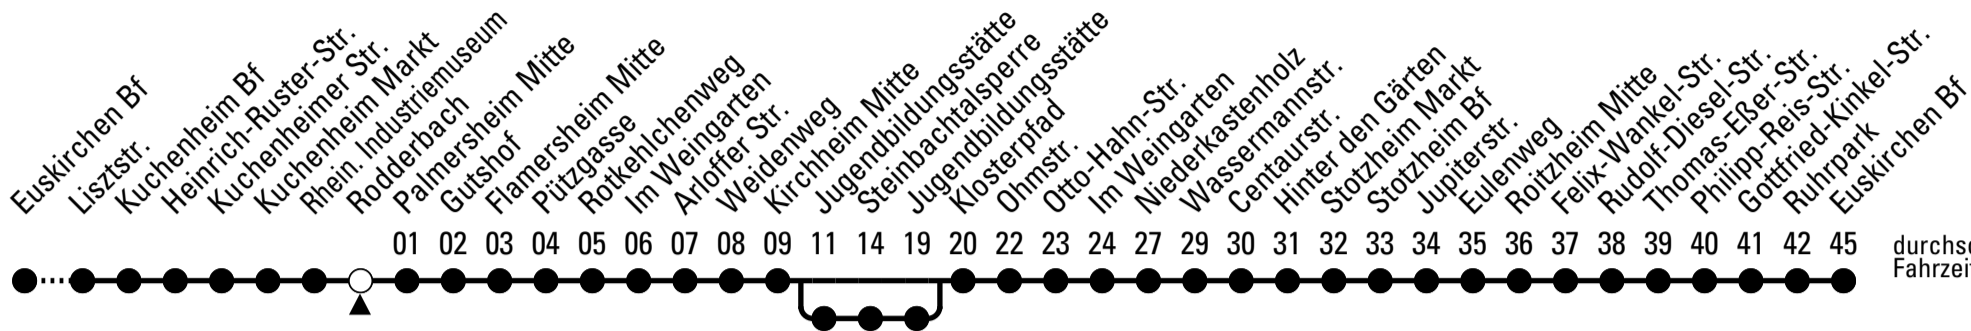 Euskirchen Bf
Lisztstr.
Kuchenheim Bf
Heinrich-Ruster-Str.
Kuchenheimer Str.
Kuchenheim Markt
Rhein. Industriemuseum
Rodderbach
Palmersheim Mitte
Gutshof
Flamersheim Mitte
Pützgasse
Rotkehlchenweg
Im Weingarten
Arloffer Str.
Weidenweg
Kirchheim Mitte
Jugendbildungsstätte
Steinbachtalsperre
Jugendbildungsstätte
Klosterpfad
Ohmstr.
Otto-Hahn-Str.
Im Weingarten
Niederkastenholz
Wassermannstr.
Centaurstr.
Hinter den Gärten
Stotzheim Markt
Stotzheim Bf
Jupiterstr.
Eulenweg
Roitzheim Mitte
Felix-Wankel-Str.
Rudolf-Diesel-Str.
Thomas-Eßer-Str.
Philipp-Reis-Str.
Gottfried-Kinkel-Str.
Ruhrpark
Euskirchen Bf
01 02 03 04 05 06 07 08 09 11 14 19 20 22 23 24 27 29 30 31 32 33 34 35 36 37 38 39 40 41 42 45